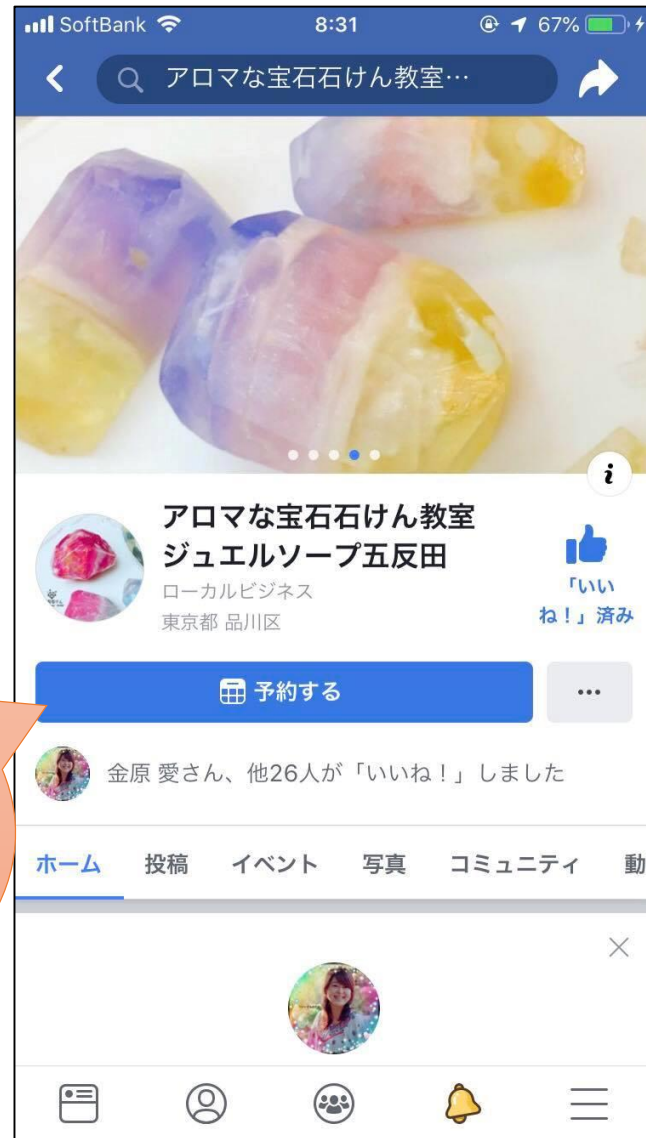 SoftBank 8:31 67%
アロマな宝石石けん教室…
アロマな宝石石けん教室
ジュエルソープ五反田
ローカルビジネス
東京都 品川区
「いい
ね！」済み
予約する
金原 愛さん、他26人が「いいね！」しました
ホーム 投稿 イベント 写真 コミュニティ 動